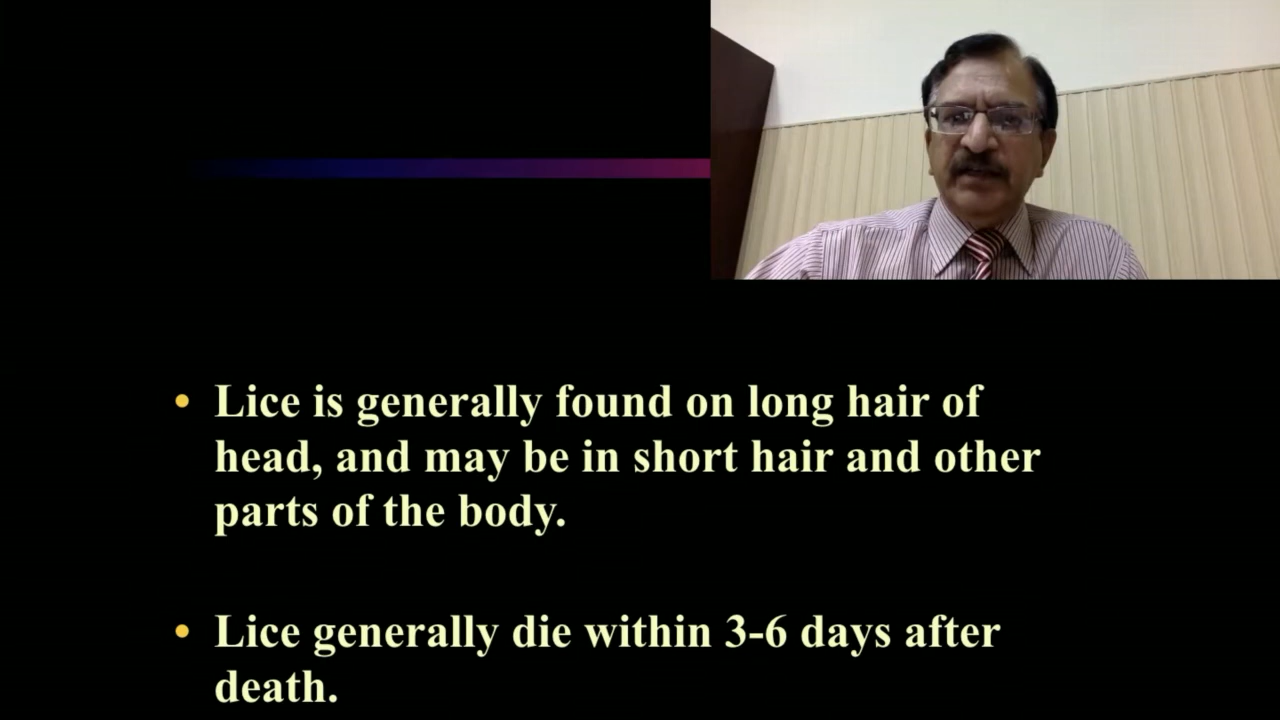 • Lice is generally found on long hair of
head, and may be in short hair and other
parts of the body.
• Lice generally die within 3-6 days after
death.